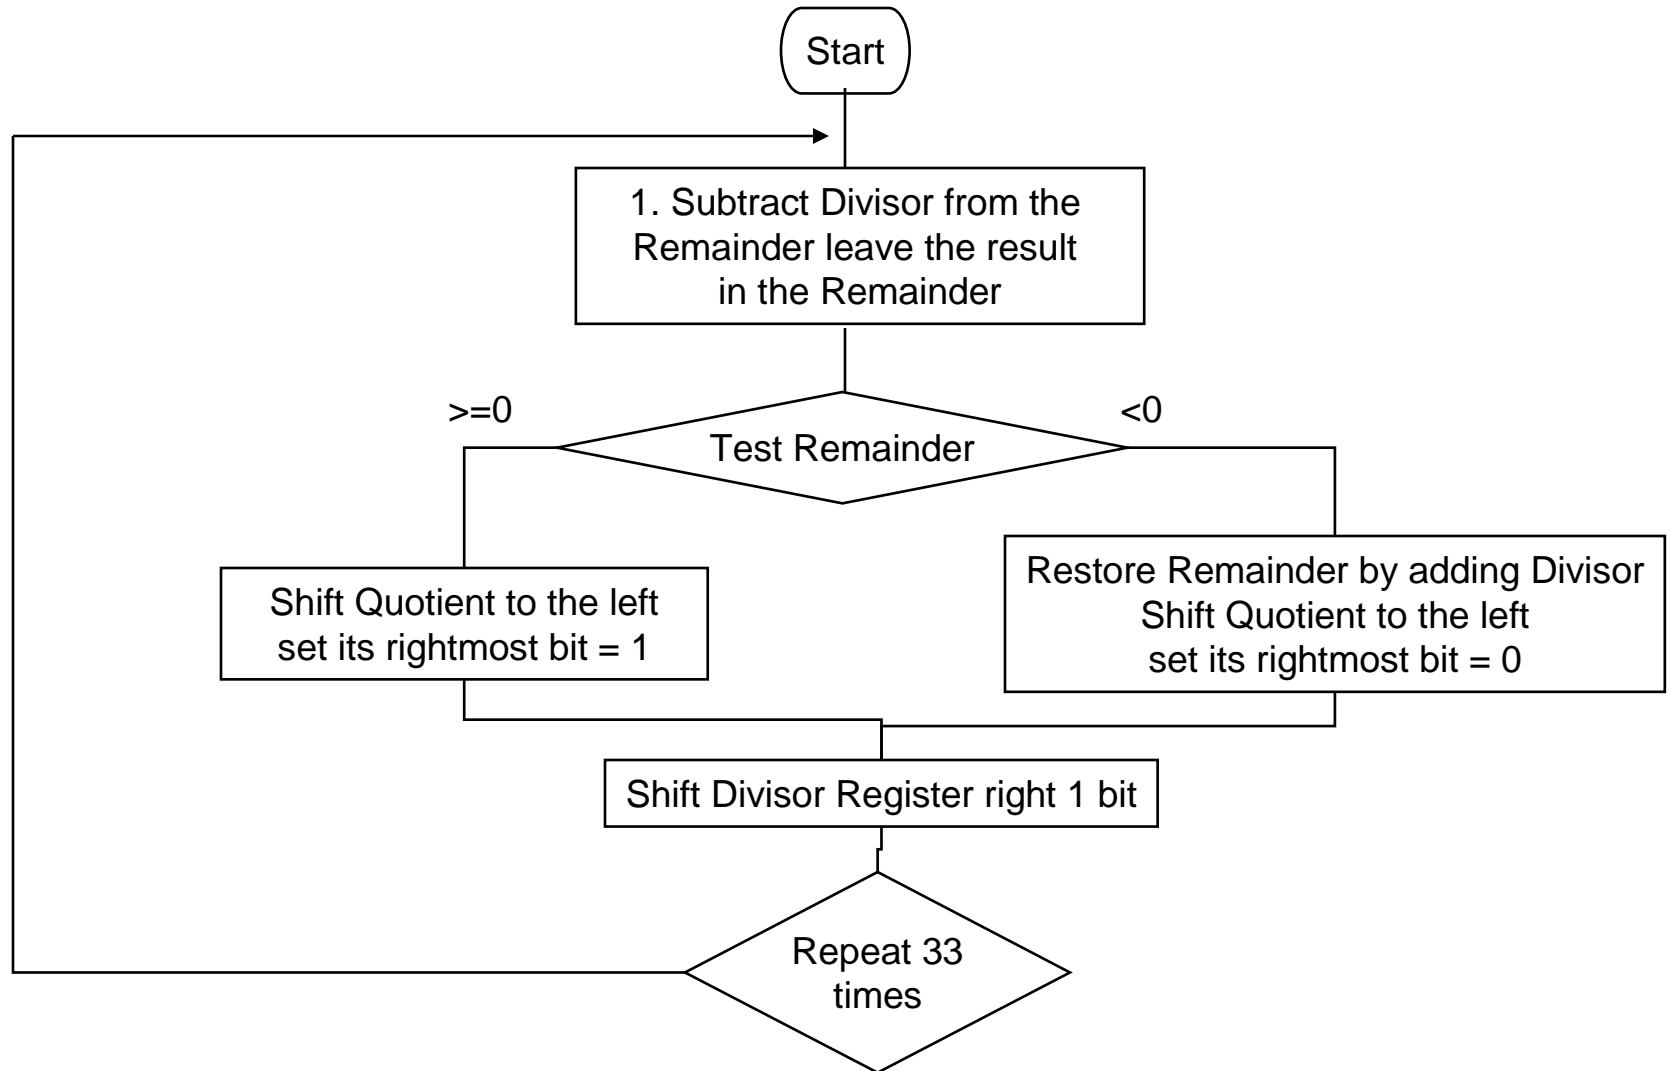 Start
1. Subtract Divisor from the
Remainder leave the result
in the Remainder
>=0
<0
Test Remainder
Shift Quotient to the left
set its rightmost bit = 1
Restore Remainder by adding Divisor
Shift Quotient to the left
set its rightmost bit = 0
Shift Divisor Register right 1 bit
Repeat 33
times